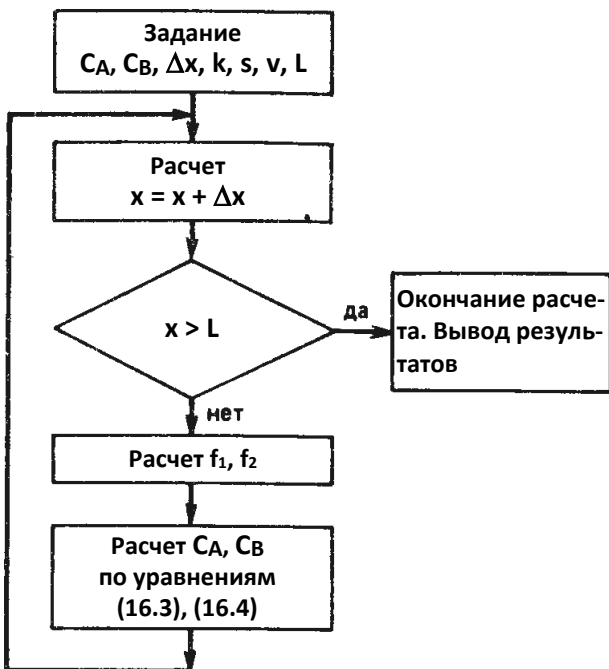 Задание
CA, CB, Δx, k, s, v, L
Расчет
x = x + Δx
x > L
да
Окончание расче-
та. Вывод резуль-
татов
нет
Расчет f₁, f₂
Расчет CA, CB
по уравнениям
(16.3), (16.4)